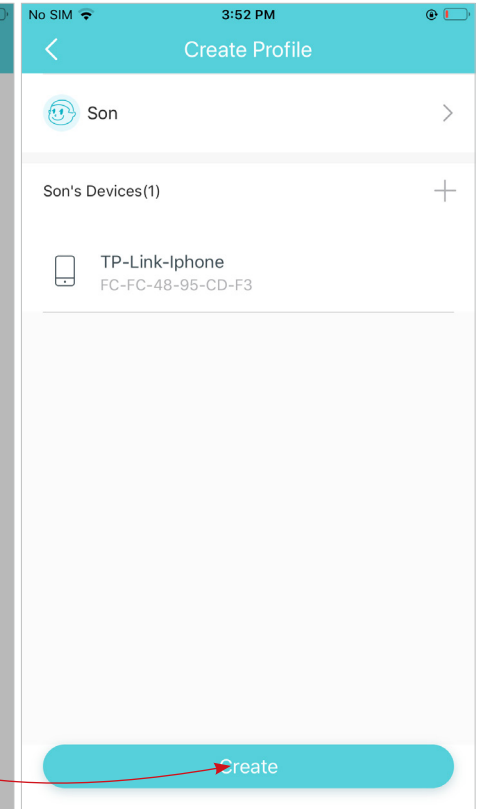 No SIM 3:52 PM
Create Profile
Son
Son's Devices(1)
TP-Link-Iphone
FC-FC-48-95-CD-F3
Create